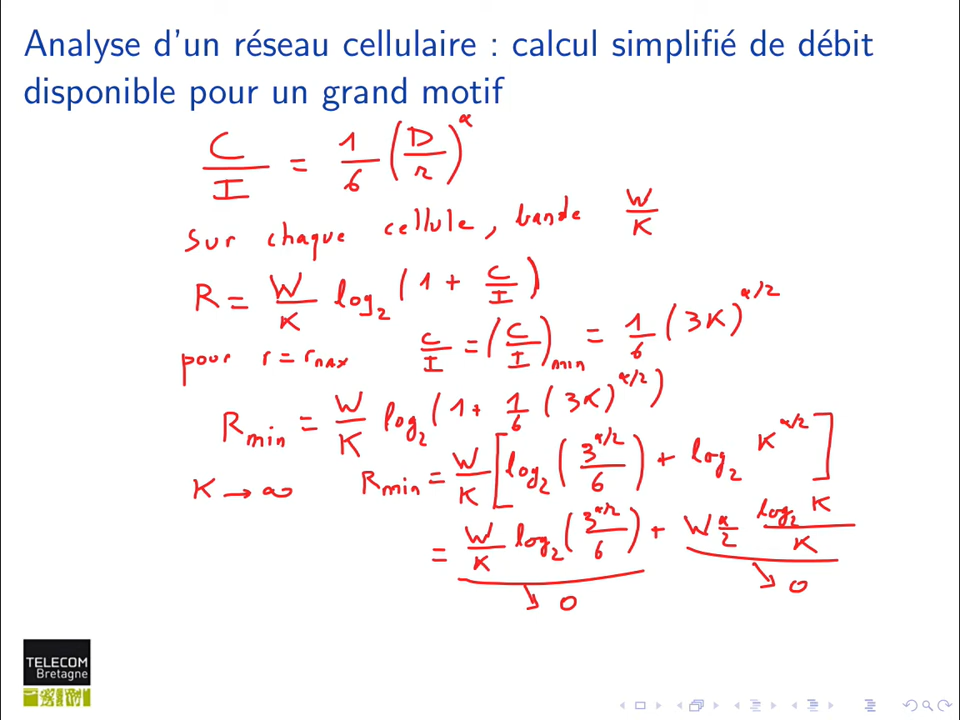 Analyse d'un réseau cellulaire : calcul simplifié de débit
disponible pour un grand motif
C/I = 1/6 (D/r)^α
Sur chaque cellule, bande W/K
R = W/K log₂ (1 + C/I)
pour r = r_max C/I = (C/I)_min = 1/6 (3K)^α/2
R_min = W/K log₂ (1 + 1/6 (3K)^α/2)
K → ∞ R_min = W/K [log₂ (3^α/2 / 6) + log₂ K^α/2]
= W/K log₂ (3^α/2 / 6) + W α/2 log₂ K / K
↘ 0 ↘ 0
TELECOM
Bretagne